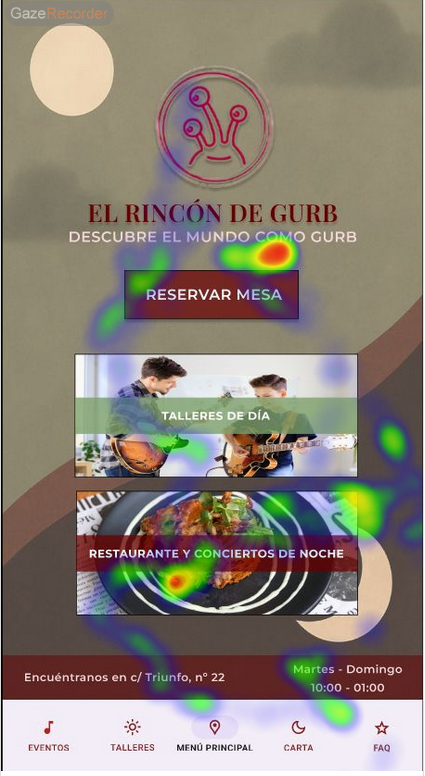 GazeRecorder
EL RINCÓN DE GURB
DESCUBRE EL MUNDO COMO GURB
RESERVAR MESA
TALLERES DE DÍA
RESTAURANTE Y CONCIERTOS DE NOCHE
Encuéntranos en c/ Triunfo, nº 22
Martes - Domingo
10:00 - 01:00
EVENTOS
TALLERES
MENÚ PRINCIPAL
CARTA
FAQ